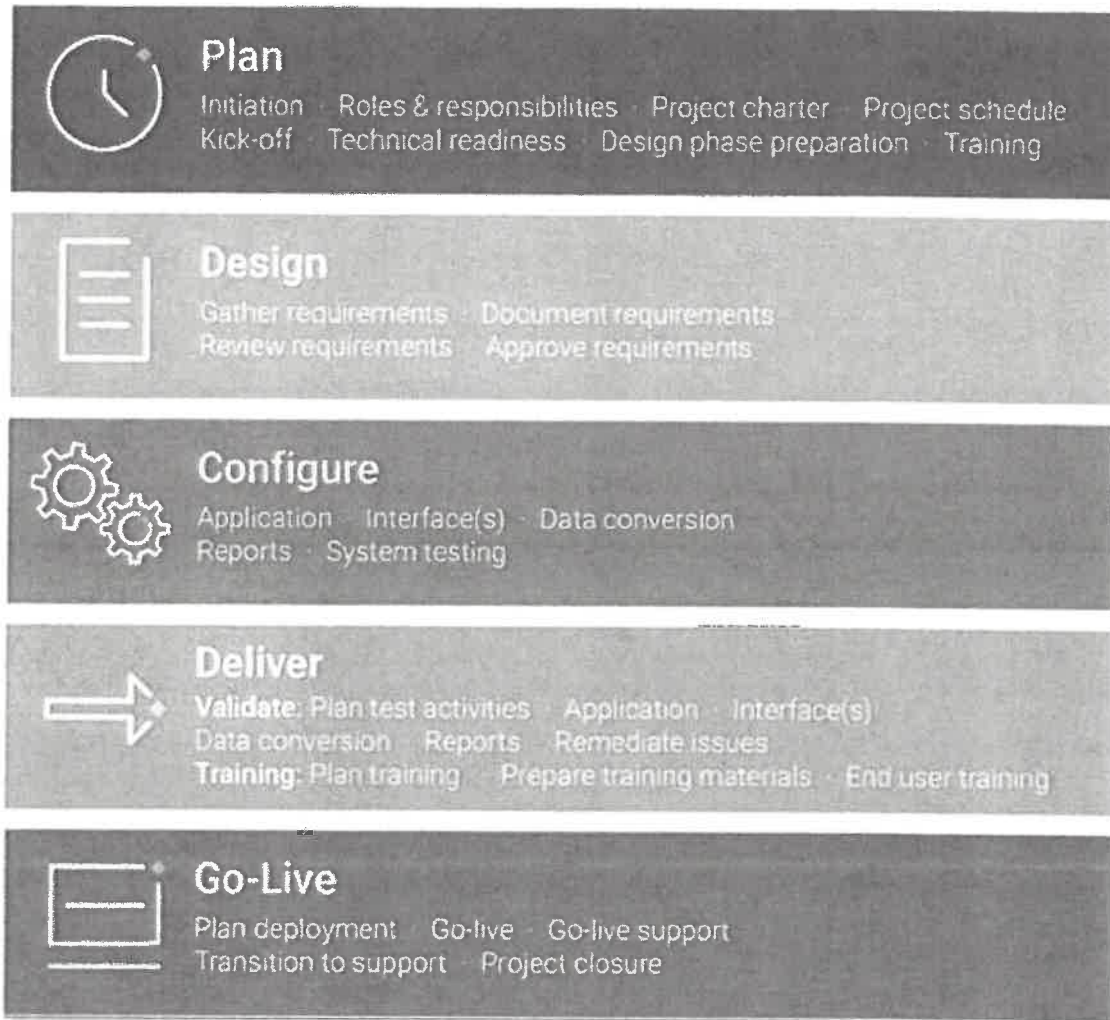 Plan
Initiation · Roles & responsibilities · Project charter · Project schedule
Kick-off · Technical readiness · Design phase preparation · Training
Design
Gather requirements · Document requirements
Review requirements · Approve requirements
Configure
Application · Interface(s) · Data conversion
Reports · System testing
Deliver
Validate: Plan test activities · Application · Interface(s)
Data conversion · Reports · Remediate issues
Training: Plan training · Prepare training materials · End user training
Go-Live
Plan deployment · Go-live · Go-live support
Transition to support · Project closure